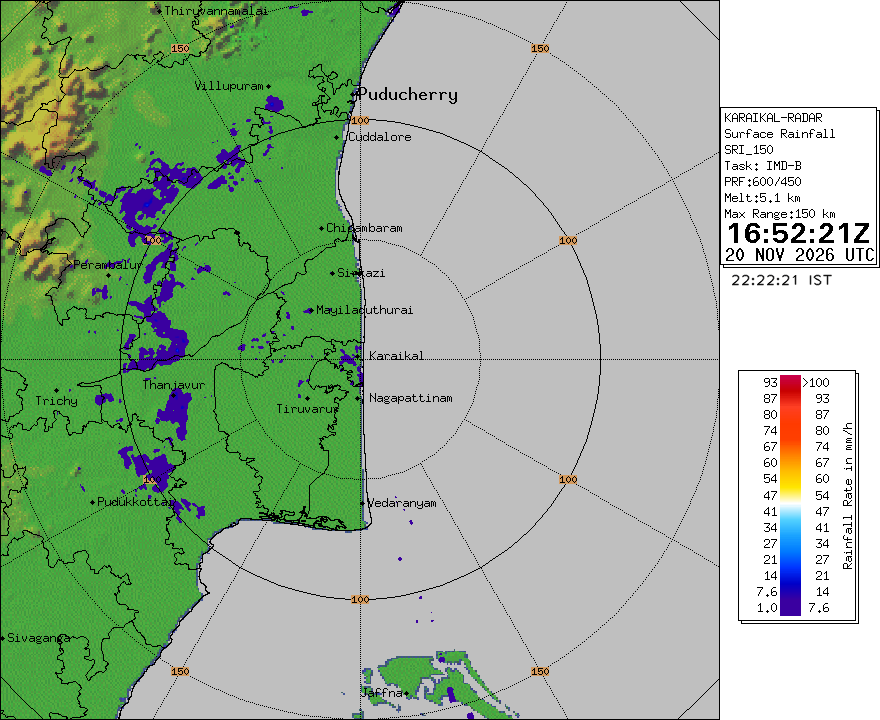 Thiruvannamalai
150
150
Villupuram
Puducherry
100
Cuddalore
Chidambaram
100
100
Perambalur
Sirkazi
Mayiladuthurai
Karaikal
Thanjavur
Trichy
Nagapattinam
Tiruvarur
100
100
Pudukkottai
Vedaranyam
100
Sivaganga
150
150
Jaffna
KARAIKAL-RADAR
Surface Rainfall
SRI_150
Task: IMD-B
PRF:600/450
Melt:5.1 km
Max Range:150 km
16:52:21Z
20 NOV 2026 UTC
22:22:21 IST
93 >100
87 93
80 87
74 80
67 74
60 67
54 60
47 54
41 47
34 41
27 34
21 27
14 21
7.6 14
1.0 7.6
Rainfall Rate in mm/h